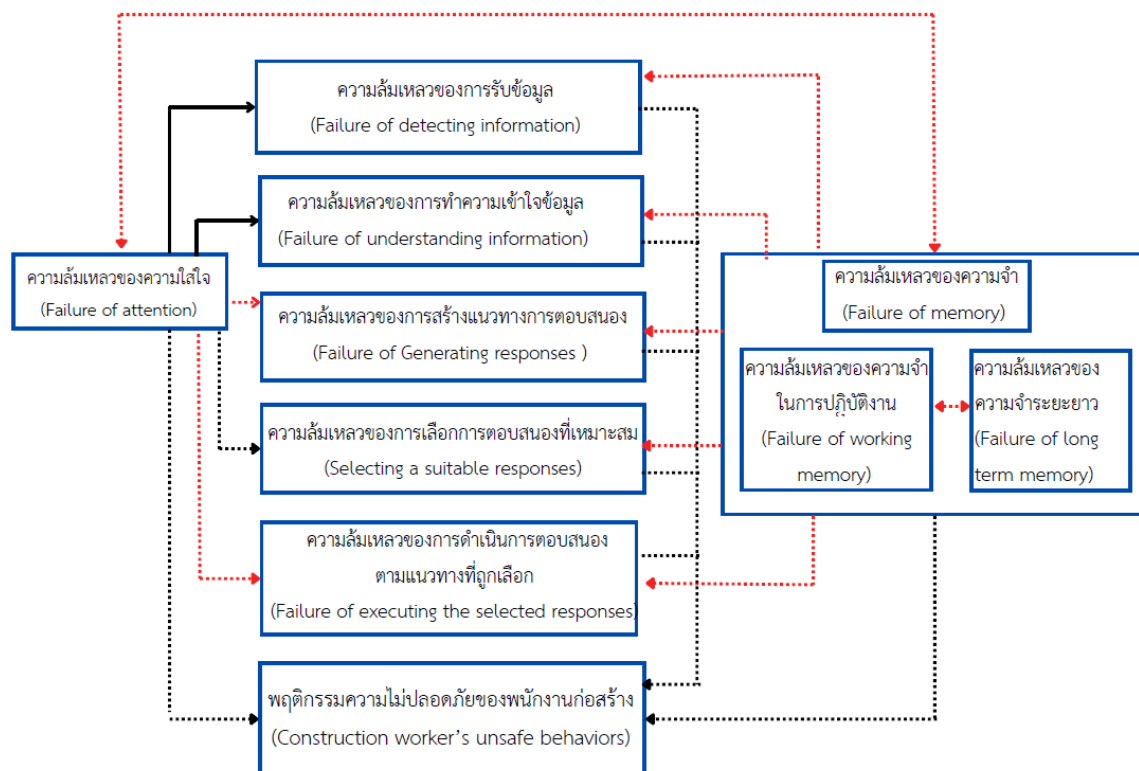 ความล้มเหลวของการรับข้อมูล
(Failure of detecting information)
ความล้มเหลวของการทำความเข้าใจข้อมูล
(Failure of understanding information)
ความล้มเหลวของความใส่ใจ
(Failure of attention)
ความล้มเหลวของการสร้างแนวทางการตอบสนอง
(Failure of Generating responses )
ความล้มเหลวของการเลือกการตอบสนองที่เหมาะสม
(Selecting a suitable responses)
ความล้มเหลวของการดำเนินการตอบสนอง
ตามแนวทางที่ถูกเลือก
(Failure of executing the selected responses)
พฤติกรรมความไม่ปลอดภัยของพนักงานก่อสร้าง
(Construction worker's unsafe behaviors)
ความล้มเหลวของความจำ
(Failure of memory)
ความล้มเหลวของความจำ
ในการปฏิบัติงาน
(Failure of working
memory)
ความล้มเหลวของ
ความจำระยะยาว
(Failure of long
term memory)